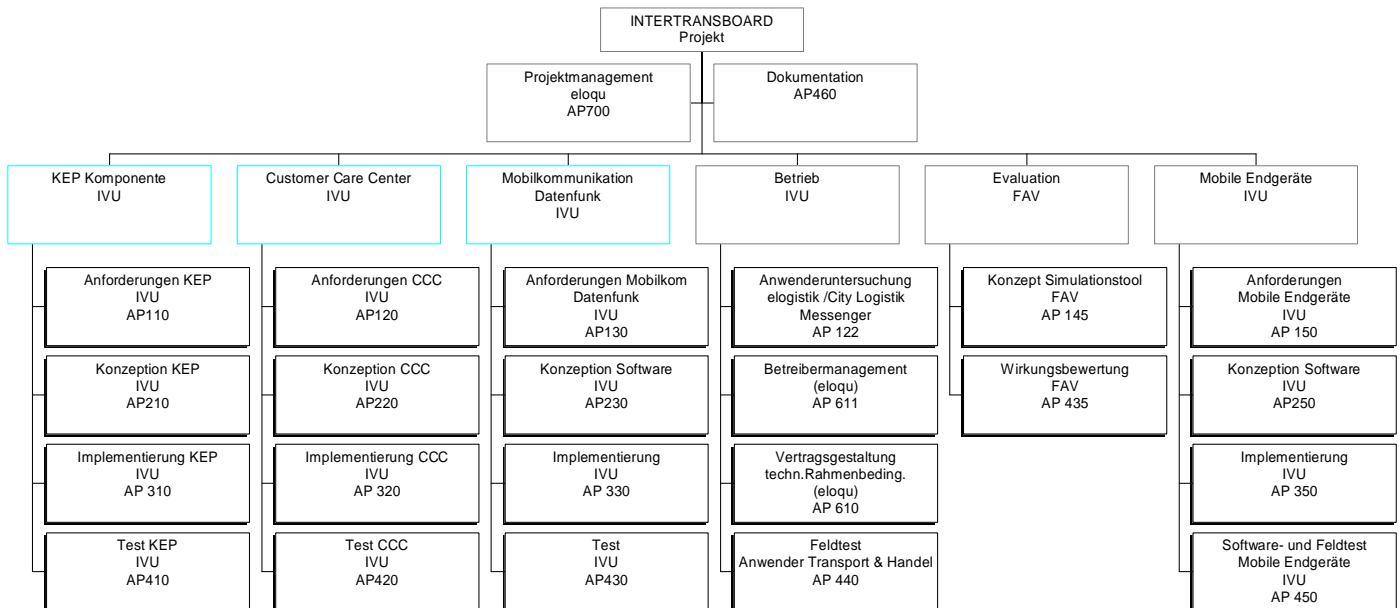 INTERTRANSBOARD
Projekt
Projektmanagement
eloqu
AP700
Dokumentation
AP460
KEP Komponente
IVU
Customer Care Center
IVU
Mobilkommunikation
Datenfunk
IVU
Betrieb
IVU
Evaluation
FAV
Mobile Endgeräte
IVU
Anforderungen KEP
IVU
AP110
Anforderungen CCC
IVU
AP120
Anforderungen Mobilkom
Datenfunk
IVU
AP130
Anwenderuntersuchung
elogistik /City Logistik
Messenger
AP 122
Konzept Simulationstool
FAV
AP 145
Anforderungen
Mobile Endgeräte
IVU
AP 150
Konzeption KEP
IVU
AP210
Konzeption CCC
IVU
AP220
Konzeption Software
IVU
AP230
Betreibermanagement
(eloqu)
AP 611
Wirkungsbewertung
FAV
AP 435
Konzeption Software
IVU
AP250
Implementierung KEP
IVU
AP 310
Implementierung CCC
IVU
AP 320
Implementierung
IVU
AP 330
Vertragsgestaltung
techn.Rahmenbeding.
(eloqu)
AP 610
Implementierung
IVU
AP 350
Test KEP
IVU
AP410
Test CCC
IVU
AP420
Test
IVU
AP430
Feldtest
Anwender Transport & Handel
AP 440
Software- und Feldtest
Mobile Endgeräte
IVU
AP 450